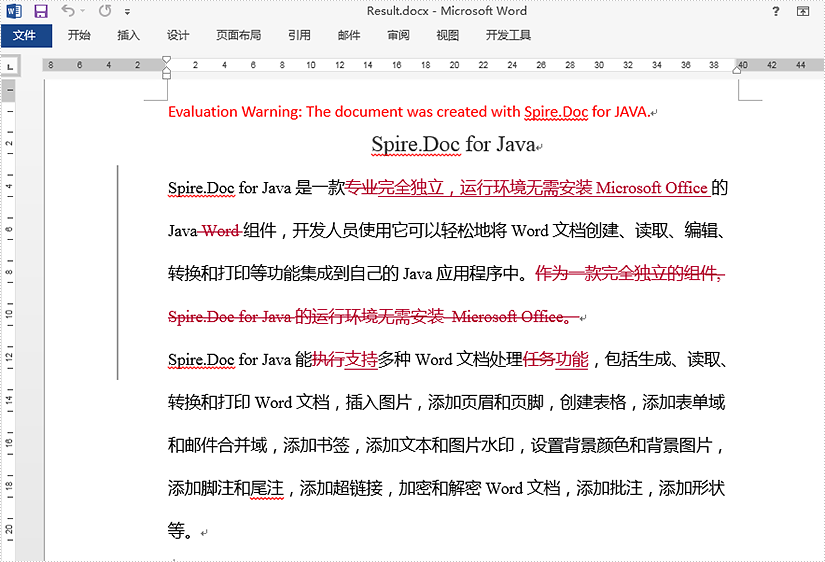 Result.docx - Microsoft Word
?
文件 开始 插入 设计 页面布局 引用 邮件 审阅 视图 开发工具
8 6 4 2 2 4 6 8 10 12 14 16 18 20 22 24 26 28 30 32 34 36 38 40 42 44
Evaluation Warning: The document was created with Spire.Doc for JAVA.
Spire.Doc for Java
Spire.Doc for Java 是一款专业完全独立，运行环境无需安装 Microsoft Office 的
Java Word 组件，开发人员使用它可以轻松地将 Word 文档创建、读取、编辑、
转换和打印等功能集成到自己的 Java 应用程序中。作为一款完全独立的组件,
Spire.Doc for Java 的运行环境无需安装 Microsoft Office。
Spire.Doc for Java 能执行支持多种 Word 文档处理任务功能，包括生成、读取、
转换和打印 Word 文档，插入图片，添加页眉和页脚，创建表格，添加表单域
和邮件合并域，添加书签，添加文本和图片水印，设置背景颜色和背景图片，
添加脚注和尾注，添加超链接，加密和解密 Word 文档，添加批注，添加形状
等。
2
4
6
8
10
12
14
16
18
20